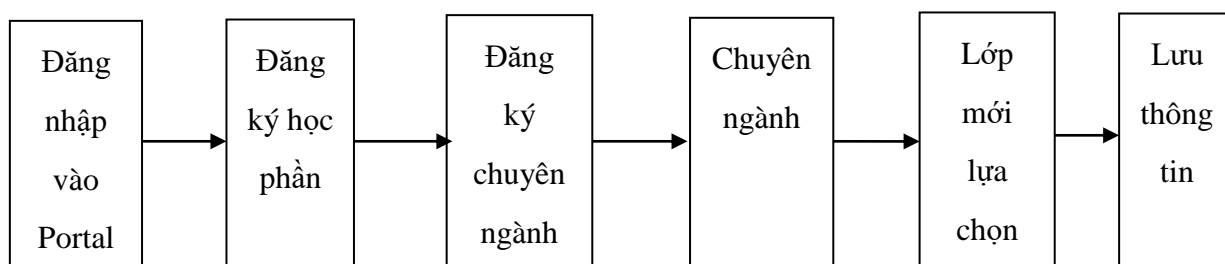 Đăng
nhập
vào
Portal
Đăng
ký học
phần
Đăng
ký
chuyên
ngành
Chuyên
ngành
Lớp
mới
lựa
chọn
Lưu
thông
tin